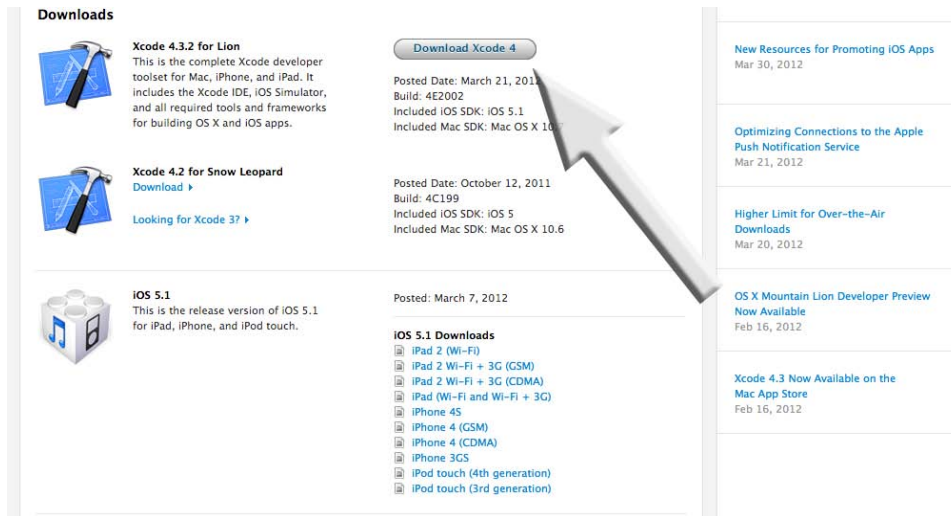 Downloads
Xcode 4.3.2 for Lion
This is the complete Xcode developer
toolset for Mac, iPhone, and iPad. It
includes the Xcode IDE, iOS Simulator,
and all required tools and frameworks
for building OS X and iOS apps.
Download Xcode 4
Posted Date: March 21, 2012
Build: 4E2002
Included iOS SDK: iOS 5.1
Included Mac SDK: Mac OS X
Xcode 4.2 for Snow Leopard
Download
Looking for Xcode 3?
Posted Date: October 12, 2011
Build: 4C199
Included iOS SDK: iOS 5
Included Mac SDK: Mac OS X 10.6
iOS 5.1
This is the release version of iOS 5.1
for iPad, iPhone, and iPod touch.
Posted: March 7, 2012
iOS 5.1 Downloads
iPad 2 (Wi-Fi)
iPad 2 Wi-Fi + 3G (GSM)
iPad 2 Wi-Fi + 3G (CDMA)
iPad (Wi-Fi and Wi-Fi + 3G)
iPhone 4S
iPhone 4 (GSM)
iPhone 4 (CDMA)
iPhone 3GS
iPod touch (4th generation)
iPod touch (3rd generation)
New Resources for Promoting iOS Apps
Mar 30, 2012
Optimizing Connections to the Apple
Push Notification Service
Mar 21, 2012
Higher Limit for Over-the-Air
Downloads
Mar 20, 2012
OS X Mountain Lion Developer Preview
Now Available
Feb 16, 2012
Xcode 4.3 Now Available on the
Mac App Store
Feb 16, 2012